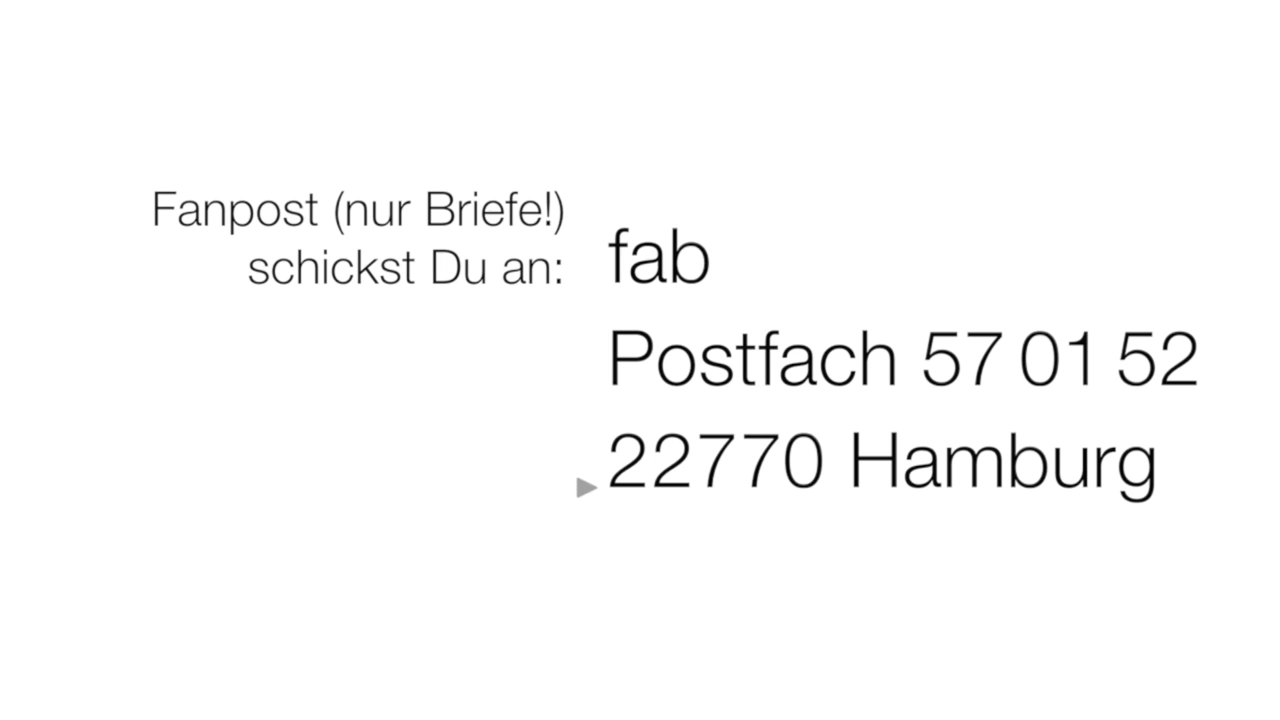 Fanpost (nur Briefe!)
schickst Du an:
fab
Postfach 57 01 52
22770 Hamburg